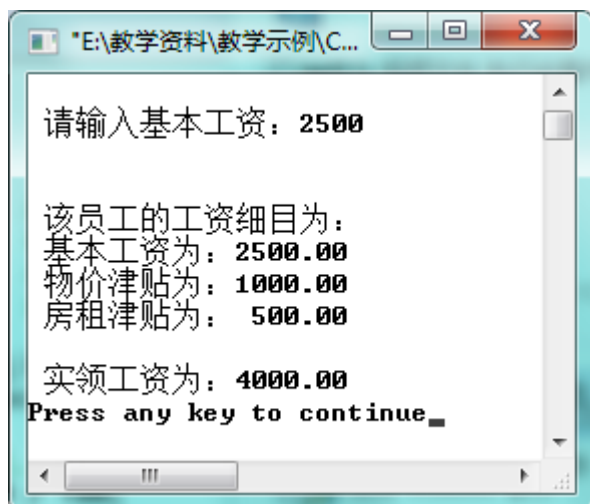 "E:\教学资料\教学示例\C...
请输入基本工资：2500
该员工的工资细目为：
基本工资为：2500.00
物价津贴为：1000.00
房租津贴为： 500.00
实领工资为：4000.00
Press any key to continue_